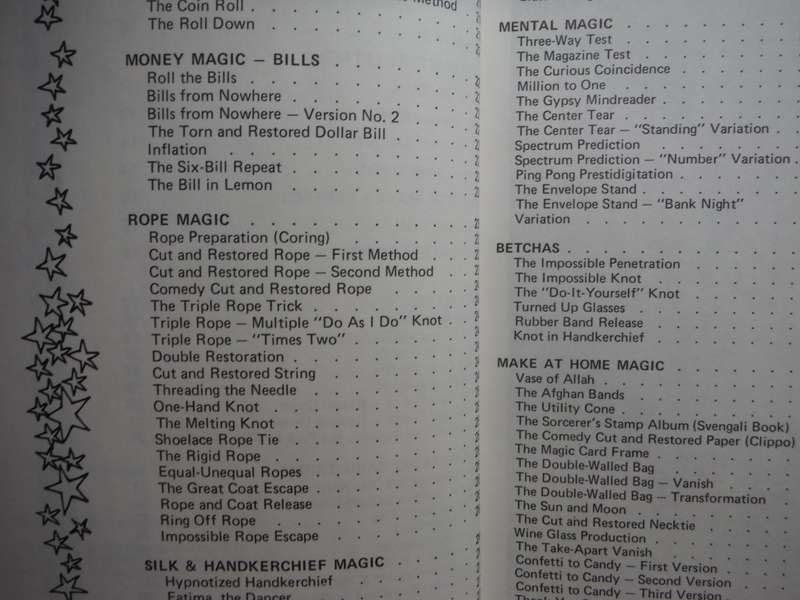 The Coin Roll . . . . . . . . . Method
The Roll Down . . . . . . . .
MONEY MAGIC — BILLS . . . . . . . .
Roll the Bills . . . . . . . . . .
Bills from Nowhere . . . . . . . . .
Bills from Nowhere — Version No. 2 . . . .
The Torn and Restored Dollar Bill . . . . .
Inflation . . . . . . . . . .
The Six-Bill Repeat . . . . . . . . .
The Bill in Lemon . . . . . . . . .
ROPE MAGIC . . . . . . . . . .
Rope Preparation (Coring) . . . . . . .
Cut and Restored Rope — First Method . . .
Cut and Restored Rope — Second Method . .
Comedy Cut and Restored Rope . . . . .
The Triple Rope Trick . . . . . . . .
Triple Rope — Multiple "Do As I Do" Knot . .
Triple Rope — "Times Two" . . . . . . .
Double Restoration . . . . . . . . .
Cut and Restored String . . . . . . . .
Threading the Needle . . . . . . . . .
One-Hand Knot . . . . . . . . . .
The Melting Knot . . . . . . . . . .
Shoelace Rope Tie . . . . . . . . .
The Rigid Rope . . . . . . . . . .
Equal-Unequal Ropes . . . . . . . .
The Great Coat Escape . . . . . . . .
Rope and Coat Release . . . . . . . .
Ring Off Rope . . . . . . . . . .
Impossible Rope Escape . . . . . . .
SILK & HANDKERCHIEF MAGIC . . . .
Hypnotized Handkerchief . . . . . .
Fatima, the Dancer . . . . . .
MENTAL MAGIC . . . . . . . .
Three-Way Test . . . . . . . .
The Magazine Test . . . . . . .
The Curious Coincidence . . . . . .
Million to One . . . . . . . .
The Gypsy Mindreader . . . . . .
The Center Tear . . . . . . . .
The Center Tear — "Standing" Variation .
Spectrum Prediction . . . . . . .
Spectrum Prediction — "Number" Variation .
Ping Pong Prestidigitation . . . . . .
The Envelope Stand . . . . . . .
The Envelope Stand — "Bank Night"
Variation . . . . . . . . .
BETCHAS . . . . . . . . . .
The Impossible Penetration . . . . .
The Impossible Knot . . . . . . .
The "Do-It-Yourself" Knot . . . . .
Turned Up Glasses . . . . . . .
Rubber Band Release . . . . . . .
Knot in Handkerchief . . . . . . .
MAKE AT HOME MAGIC . . . . . .
Vase of Allah . . . . . . . . .
The Afghan Bands . . . . . . . .
The Utility Cone . . . . . . . .
The Sorcerer's Stamp Album (Svengali Book)
The Comedy Cut and Restored Paper (Clippo)
The Magic Card Frame . . . . . . .
The Double-Walled Bag . . . . . .
The Double-Walled Bag — Vanish . . . .
The Double-Walled Bag — Transformation . .
The Sun and Moon . . . . . . .
The Cut and Restored Necktie . . . .
Wine Glass Production . . . . . .
The Take-Apart Vanish . . . . . .
Confetti to Candy — First Version . . .
Confetti to Candy — Second Version . .
Confetti to Candy — Third Version . .